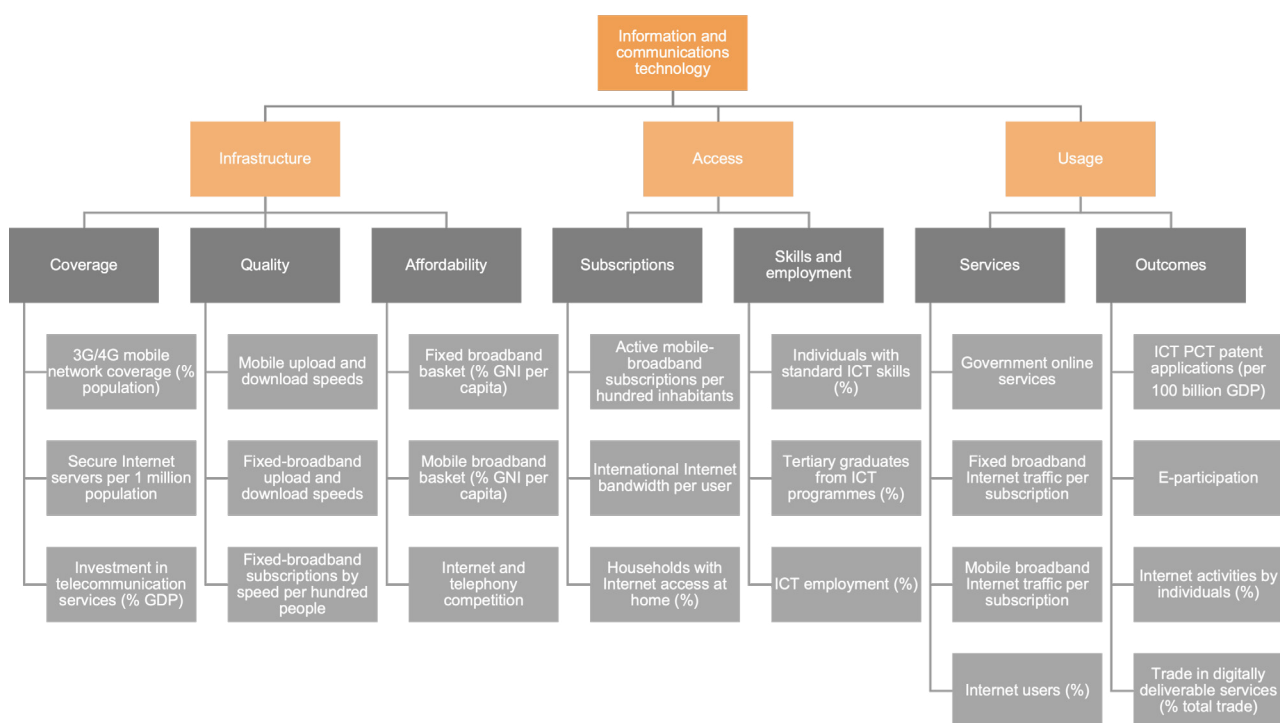 Information and
communications
technology
Infrastructure
Access
Usage
Coverage
Quality
Affordability
Subscriptions
Skills and
employment
Services
Outcomes
3G/4G mobile
network coverage (%
population)
Mobile upload and
download speeds
Fixed broadband
basket (% GNI per
capita)
Active mobile-
broadband
subscriptions per
hundred inhabitants
Individuals with
standard ICT skills
(%)
Government online
services
ICT PCT patent
applications (per
100 billion GDP)
Secure Internet
servers per 1 million
population
Fixed-broadband
upload and
download speeds
Mobile broadband
basket (% GNI per
capita)
International Internet
bandwidth per user
Tertiary graduates
from ICT
programmes (%)
Fixed broadband
Internet traffic per
subscription
E-participation
Investment in
telecommunication
services (% GDP)
Fixed-broadband
subscriptions by
speed per hundred
people
Internet and
telephony
competition
Households with
Internet access at
home (%)
ICT employment (%)
Mobile broadband
Internet traffic per
subscription
Internet activities by
individuals (%)
Internet users (%)
Trade in digitally
deliverable services
(% total trade)